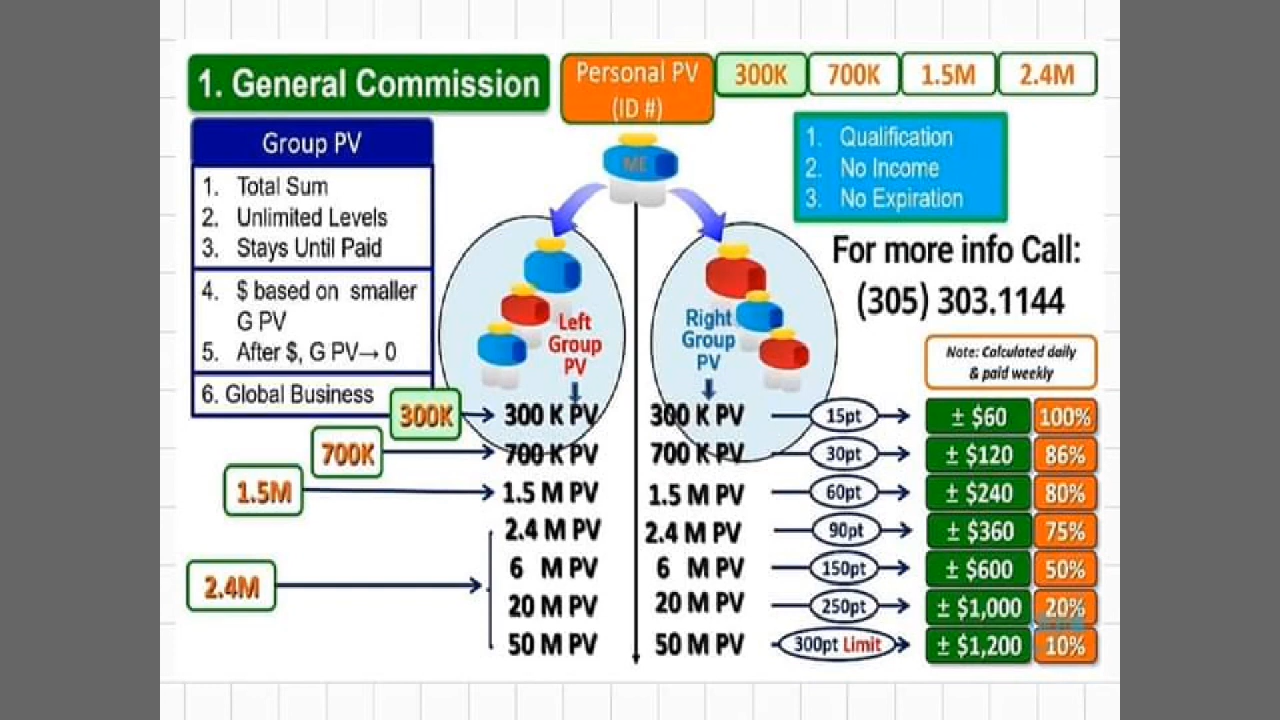 1. General Commission
Personal PV
(ID #)
300K
700K
1.5M
2.4M
Group PV
1. Total Sum
2. Unlimited Levels
3. Stays Until Paid
4. $ based on smaller
G PV
5. After $, G PV→ 0
6. Global Business
ME
1. Qualification
2. No Income
3. No Expiration
For more info Call:
(305) 303.1144
Left
Group
PV
Right
Group
PV
Note: Calculated daily
& paid weekly
300K 300 K PV 300 K PV 15pt ± $60 100%
700K 700 K PV 700 K PV 30pt ± $120 86%
1.5M 1.5 M PV 1.5 M PV 60pt ± $240 80%
2.4 M PV 2.4 M PV 90pt ± $360 75%
2.4M 6 M PV 6 M PV 150pt ± $600 50%
20 M PV 20 M PV 250pt ± $1,000 20%
50 M PV 50 M PV 300pt Limit ± $1,200 10%